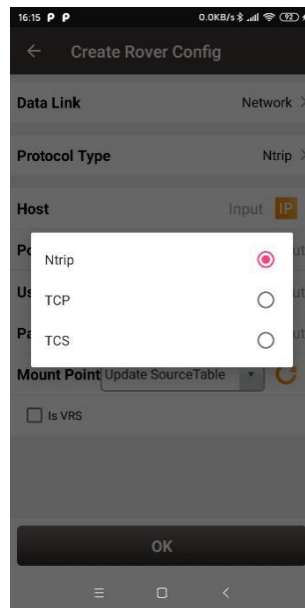 16:15 P P 0.0KB/s 92
Create Rover Config
Data Link Network
Protocol Type Ntrip
Host Input IP
Ntrip
TCP
TCS
Mount Point Update SourceTable
Is VRS
OK